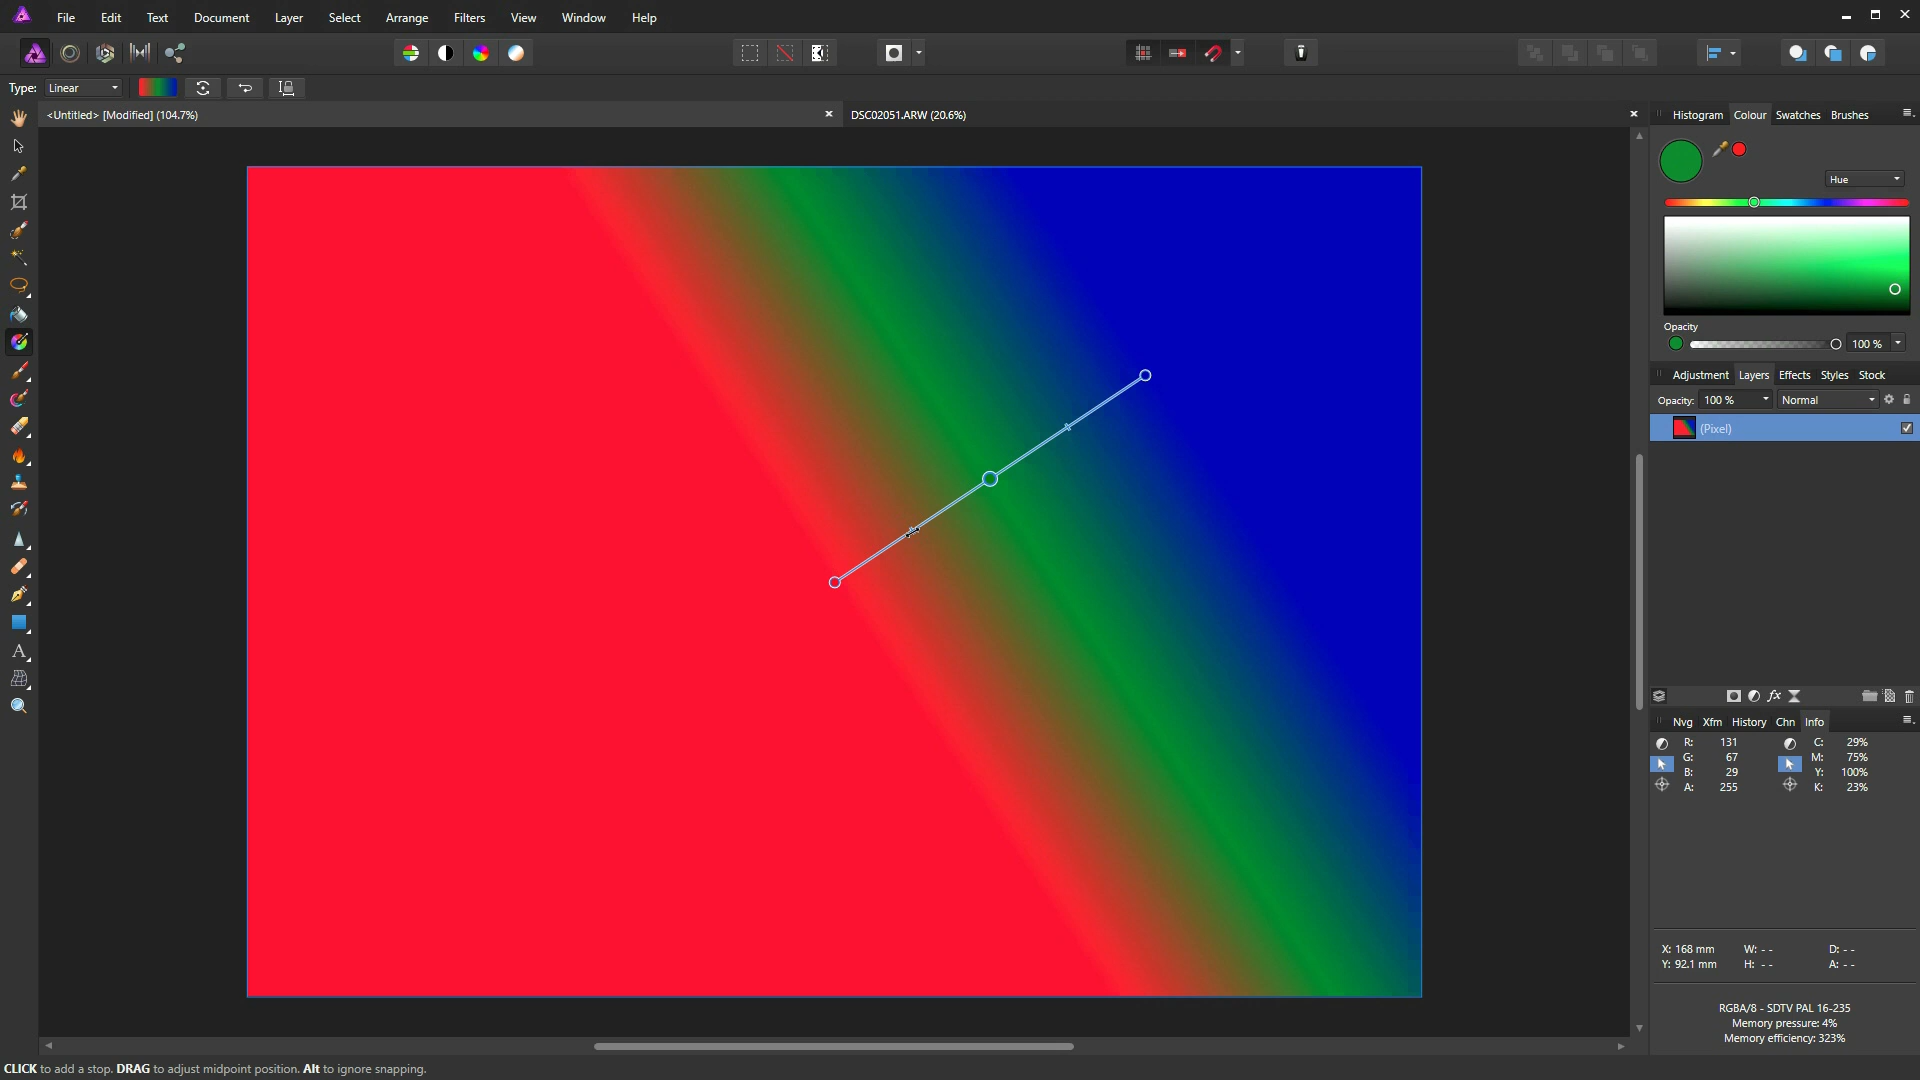 File Edit Text Document Layer Select Arrange Filters View Window Help
Type: Linear
<Untitled> [Modified] (104.7%)
DSC02051.ARW (20.6%)
Histogram Colour Swatches Brushes
Hue
Opacity
100 %
Adjustment Layers Effects Styles Stock
Opacity: 100 % Normal
(Pixel)
fx
Nvg Xfm History Chn Info
R: 131 C: 29%
G: 67 M: 75%
B: 29 Y: 100%
A: 255 K: 23%
X: 168 mm W: - - D: - -
Y: 92.1 mm H: - - A: - -
RGBA/8 - SDTV PAL 16-235
Memory pressure: 4%
Memory efficiency: 323%
CLICK to add a stop. DRAG to adjust midpoint position. Alt to ignore snapping.